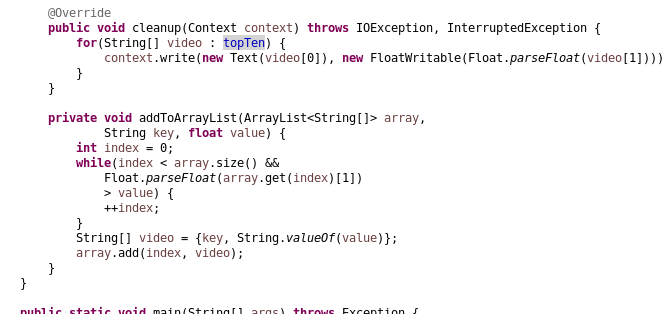 @Override
public void cleanup(Context context) throws IOException, InterruptedException {
for(String[] video : topTen) {
context.write(new Text(video[0]), new FloatWritable(Float.parseFloat(video[1])))
}
}
private void addToArrayList(ArrayList<String[]> array,
String key, float value) {
int index = 0;
while(index < array.size() &&
Float.parseFloat(array.get(index)[1])
> value) {
++index;
}
String[] video = {key, String.valueOf(value)};
array.add(index, video);
}
}
public static void main(String[] args) throws Exception {